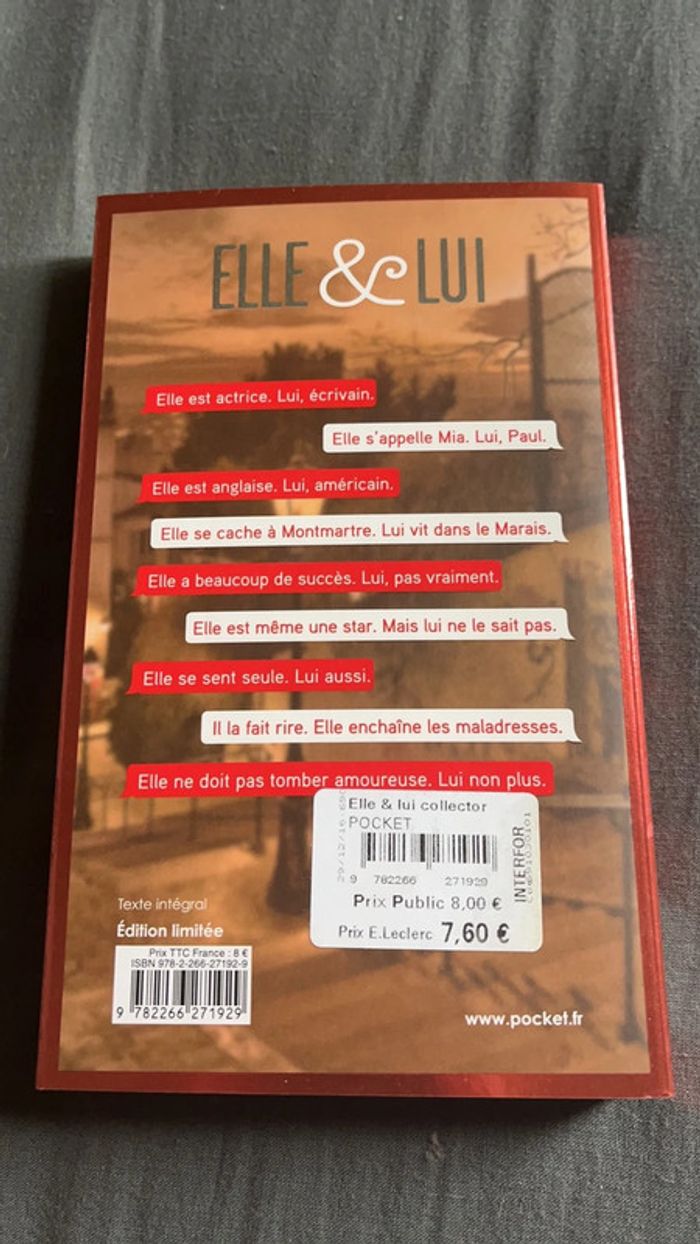 ELLE & LUI
Elle est actrice. Lui, écrivain.
Elle s'appelle Mia. Lui, Paul.
Elle est anglaise. Lui, américain.
Elle se cache à Montmartre. Lui vit dans le Marais.
Elle a beaucoup de succès. Lui, pas vraiment.
Elle est même une star. Mais lui ne le sait pas.
Elle se sent seule. Lui aussi.
Il la fait rire. Elle enchaîne les maladresses.
Elle ne doit pas tomber amoureuse. Lui non plus.
Elle & lui collector
POCKET
9 782266 271929
Prix Public 8,00 €
Prix E.Leclerc 7,60 €
INTERFOR
Texte intégral
Édition limitée
Prix TTC France : 8 €
ISBN 978-2-266-27192-9
9 782266 271929
www.pocket.fr